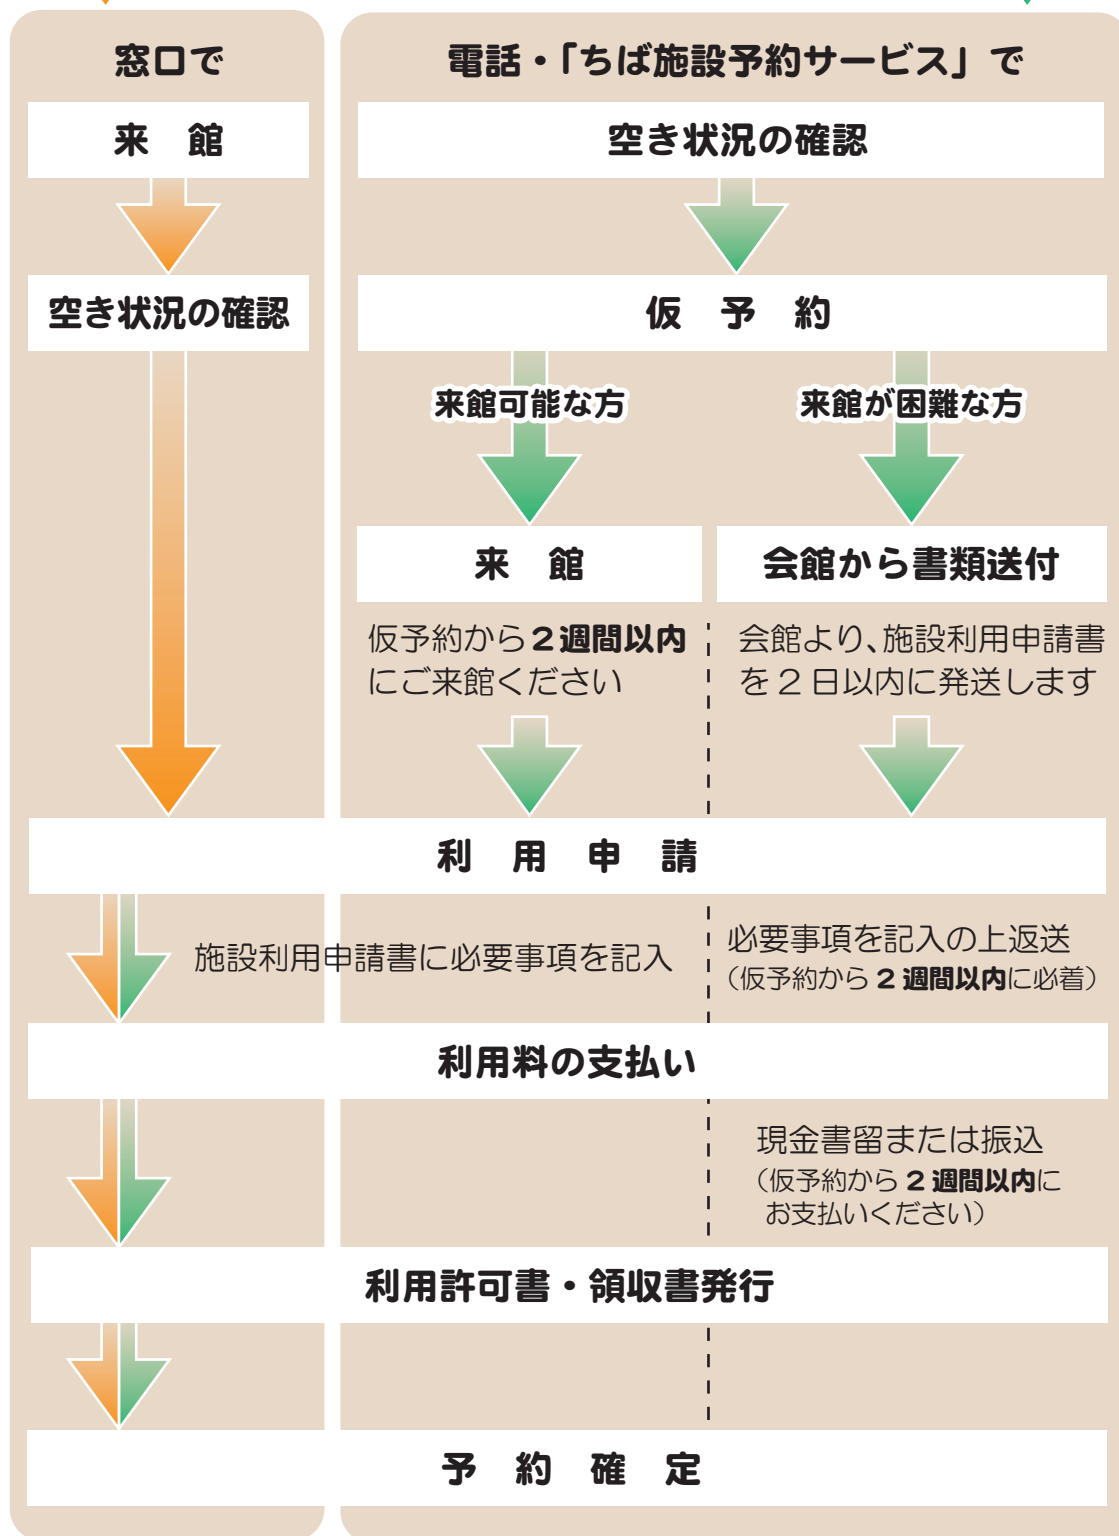 窓口で
来　館
空き状況の確認
電話・「ちば施設予約サービス」で
空き状況の確認
仮　予　約
来館可能な方
来　館
仮予約から２週間以内
にご来館ください
来館が困難な方
会館から書類送付
会館より、施設利用申請書
を２日以内に発送します
利　用　申　請
施設利用申請書に必要事項を記入
必要事項を記入の上返送
（仮予約から２週間以内に必着）
利用料の支払い
現金書留または振込
（仮予約から２週間以内に
お支払いください）
利用許可書・領収書発行
予　約　確　定